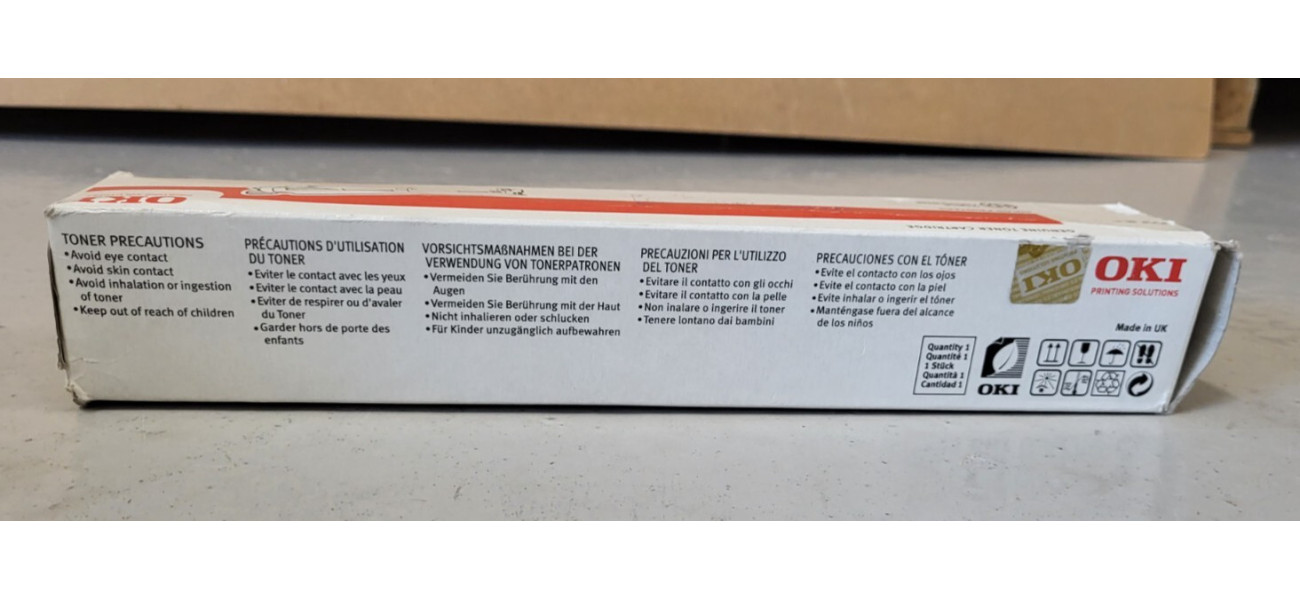 OKI
GENUINE TONER CARTRIDGE
TONER PRECAUTIONS
•Avoid eye contact
•Avoid skin contact
•Avoid inhalation or ingestion
of toner
•Keep out of reach of children
PRÉCAUTIONS D'UTILISATION
DU TONER
•Eviter le contact avec les yeux
•Eviter le contact avec la peau
•Eviter de respirer ou d'avaler
du Toner
•Garder hors de porte des
enfants
VORSICHTSMAßNAHMEN BEI DER
VERWENDUNG VON TONERPATRONEN
•Vermeiden Sie Berührung mit den
Augen
•Vermeiden Sie Berührung mit der Haut
•Nicht inhalieren oder schlucken
•Für Kinder unzugänglich aufbewahren
PRECAUZIONI PER L'UTILIZZO
DEL TONER
•Evitare il contatto con gli occhi
•Evitare il contatto con la pelle
•Non inalare o ingerire il toner
•Tenere lontano dai bambini
PRECAUCIONES CON EL TÓNER
•Evite el contacto con los ojos
•Evite el contacto con la piel
•Evite inhalar o ingerir el tóner
•Manténgase fuera del alcance
de los niños
OKI
OKI
PRINTING SOLUTIONS
Made in UK
Quantity 1
Quantité 1
1 Stück
Quantità 1
Cantidad 1
OKI